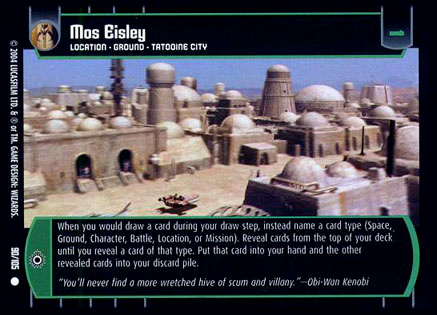 Mos Eisley
LOCATION - GROUND - TATOOINE CITY
© 2004 LUCASFILM LTD. & ® or TM. GAME DESIGN: WIZARDS.
When you would draw a card during your draw step, instead name a card type (Space,
Ground, Character, Battle, Location, or Mission). Reveal cards from the top of your deck
until you reveal a card of that type. Put that card into your hand and the other
revealed cards into your discard pile.
"You'll never find a more wretched hive of scum and villany."—Obi-Wan Kenobi
90/105